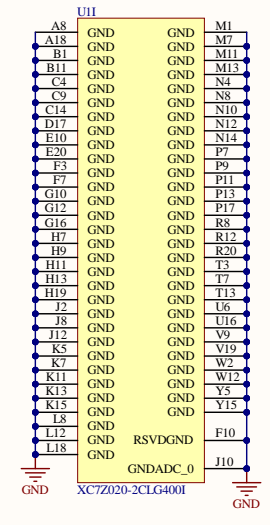 U1I
A8 GND GND M1
A18 GND GND M7
B1 GND GND M11
B11 GND GND M13
C4 GND GND N4
C9 GND GND N8
C14 GND GND N10
D17 GND GND N12
E10 GND GND N14
E20 GND GND P7
F3 GND GND P9
F7 GND GND P11
G10 GND GND P13
G12 GND GND P17
G16 GND GND R8
H7 GND GND R12
H9 GND GND R20
H11 GND GND T3
H13 GND GND T7
H19 GND GND T13
J2 GND GND U6
J8 GND GND U16
J12 GND GND V9
K5 GND GND V19
K7 GND GND W2
K11 GND GND W12
K13 GND GND Y5
K15 GND GND Y15
L8 GND
L12 GND RSVDGND F10
L18 GND
GNDADC_0 J10
GND XC7Z020-2CLG400I
GND